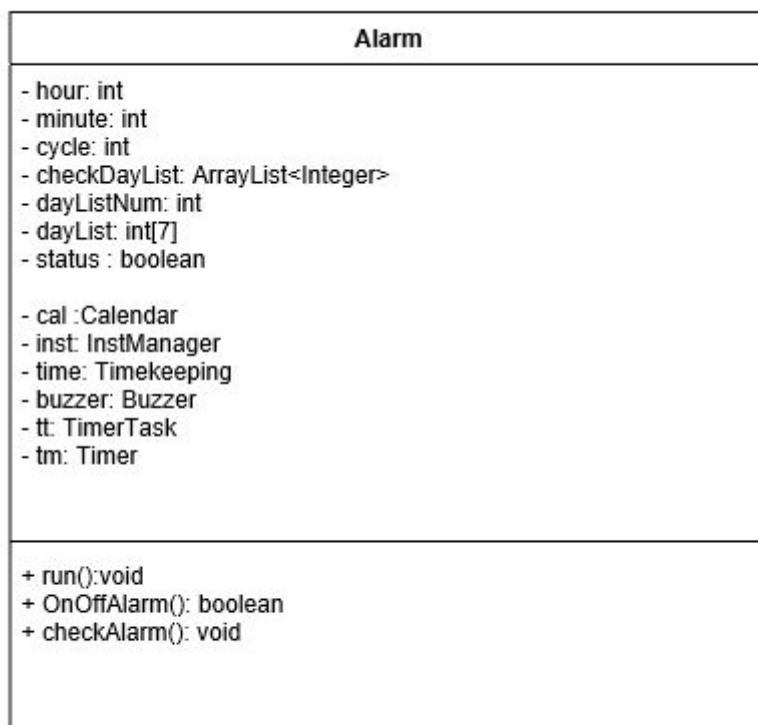 Alarm
- hour: int
- minute: int
- cycle: int
- checkDayList: ArrayList<Integer>
- dayListNum: int
- dayList: int[7]
- status : boolean
- cal :Calendar
- inst: InstManager
- time: Timekeeping
- buzzer: Buzzer
- tt: TimerTask
- tm: Timer
+ run():void
+ OnOffAlarm(): boolean
+ checkAlarm(): void